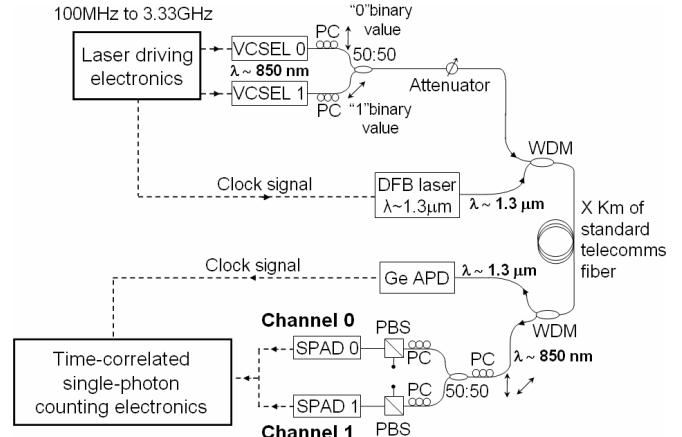 100MHz to 3.33GHz
Laser driving
electronics
VCSEL 0
λ ~ 850 nm
VCSEL 1
PC
PC
"0"binary
value
50:50
"1"binary
value
Attenuator
WDM
Clock signal
DFB laser
λ~1.3μm
λ ~ 1.3 μm
X Km of
standard
telecomms
fiber
Clock signal
Ge APD
λ ~ 1.3 μm
WDM
λ ~ 850 nm
Channel 0
PBS
SPAD 0
PC
PC
50:50
Time-correlated
single-photon
counting electronics
SPAD 1
PC
Channel 1
PBS